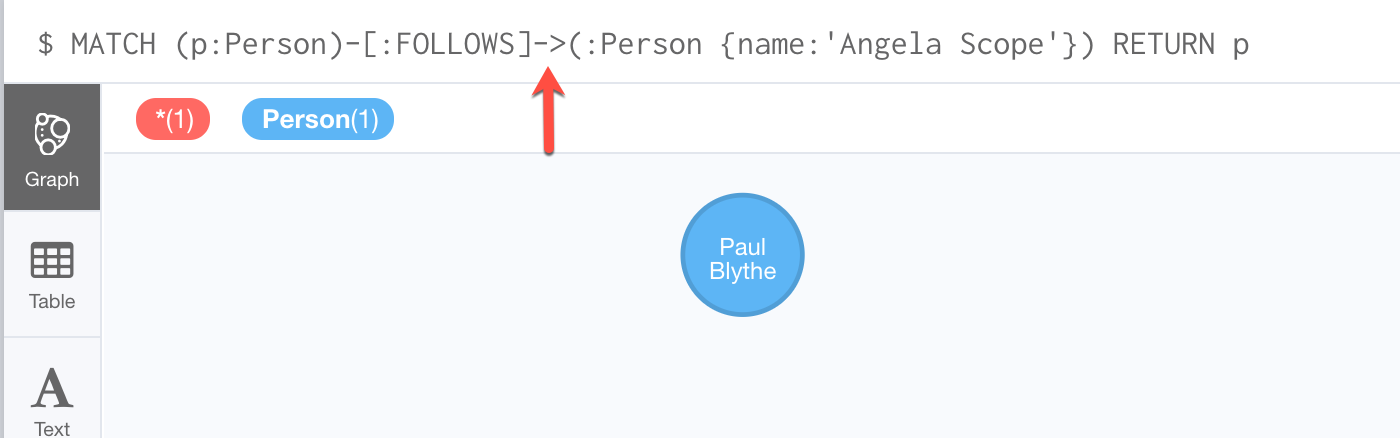 $ MATCH (p:Person)-[:FOLLOWS]->(:Person {name:'Angela Scope'}) RETURN p
*(1) Person(1)
Graph
Paul
Blythe
Table
A
Text